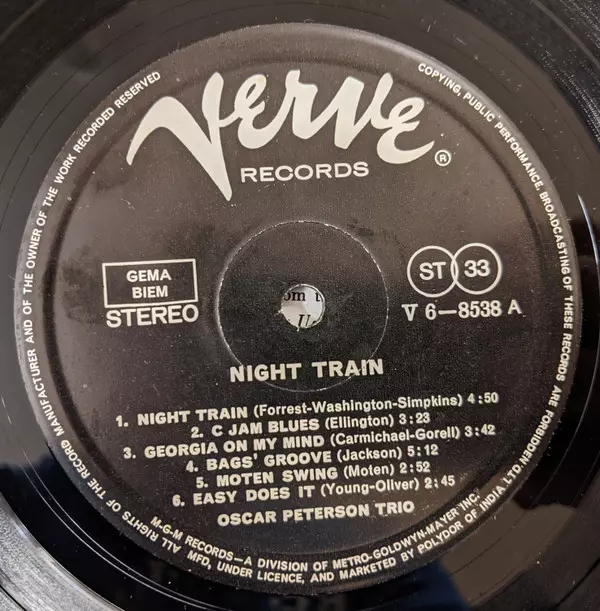 Verve
RECORDS ®
GEMA
BIEM
STEREO
ST 33
V 6–8538 A
NIGHT TRAIN
1. NIGHT TRAIN (Forrest-Washington-Simpkins) 4:50
2. C JAM BLUES (Ellington) 3:23
3. GEORGIA ON MY MIND (Carmichael-Gorell) 3:42
4. BAGS' GROOVE (Jackson) 5:12
5. MOTEN SWING (Moten) 2:52
6. EASY DOES IT (Young-Oliver) 2:45
OSCAR PETERSON TRIO
M-G-M RECORDS—A DIVISION OF METRO-GOLDWYN-MAYER INC.
ALL RIGHTS OF THE RECORD MANUFACTURER AND OF THE OWNER OF THE WORK RECORDED RESERVED
COPYING, PUBLIC PERFORMANCE, BROADCASTING OF THESE RECORDS ARE FORBIDDEN
MFD, UNDER LICENCE, AND MARKETED BY POLYDOR OF INDIA LTD.